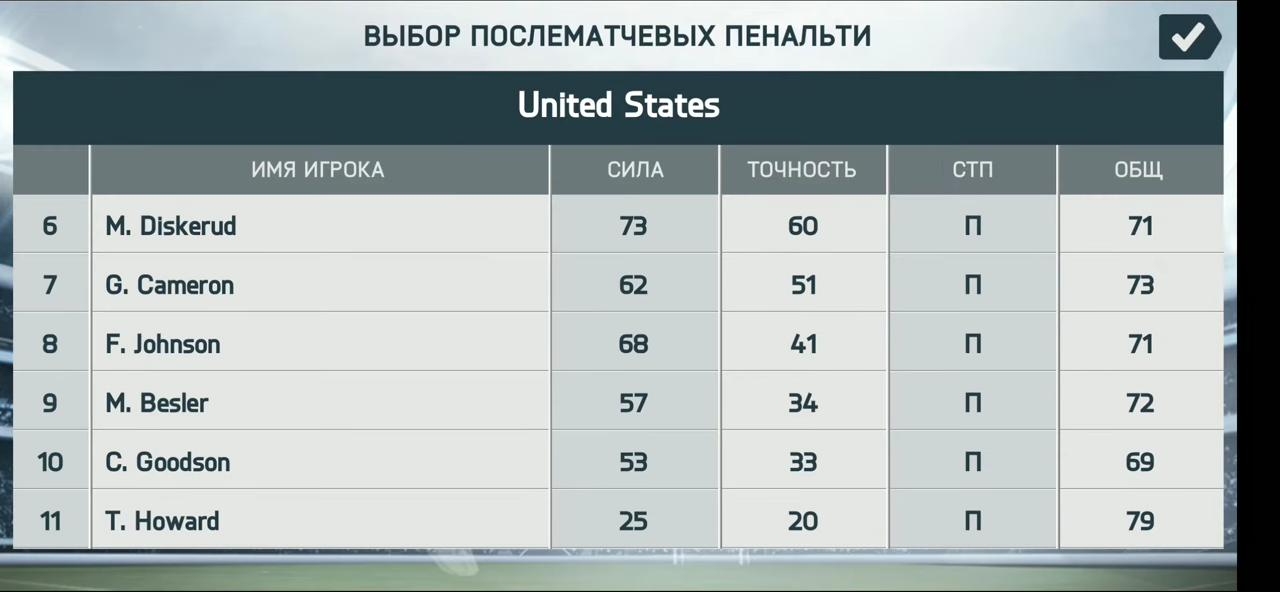 ВЫБОР ПОСЛЕМАТЧЕВЫХ ПЕНАЛЬТИ
United States
ИМЯ ИГРОКА СИЛА ТОЧНОСТЬ СТП ОБЩ
6 M. Diskerud 73 60 П 71
7 G. Cameron 62 51 П 73
8 F. Johnson 68 41 П 71
9 M. Besler 57 34 П 72
10 C. Goodson 53 33 П 69
11 T. Howard 25 20 П 79